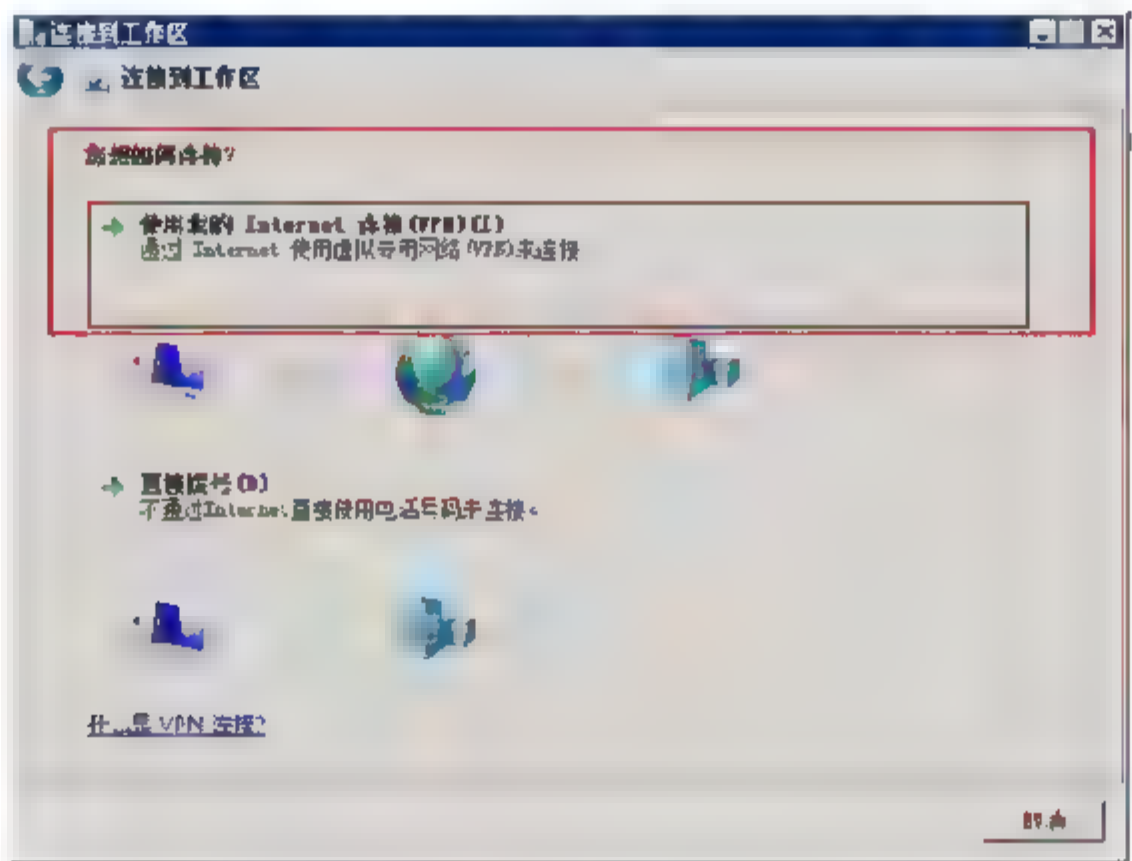 连接到工作区
连接到工作区
您想如何连接?
使用我的 Internet 连接(VPN)(I)
通过 Internet 使用虚拟专用网络(VPN)来连接
直接拨号(D)
不通过Internet直接使用电话号码来连接。
什么是 VPN 连接?
取消